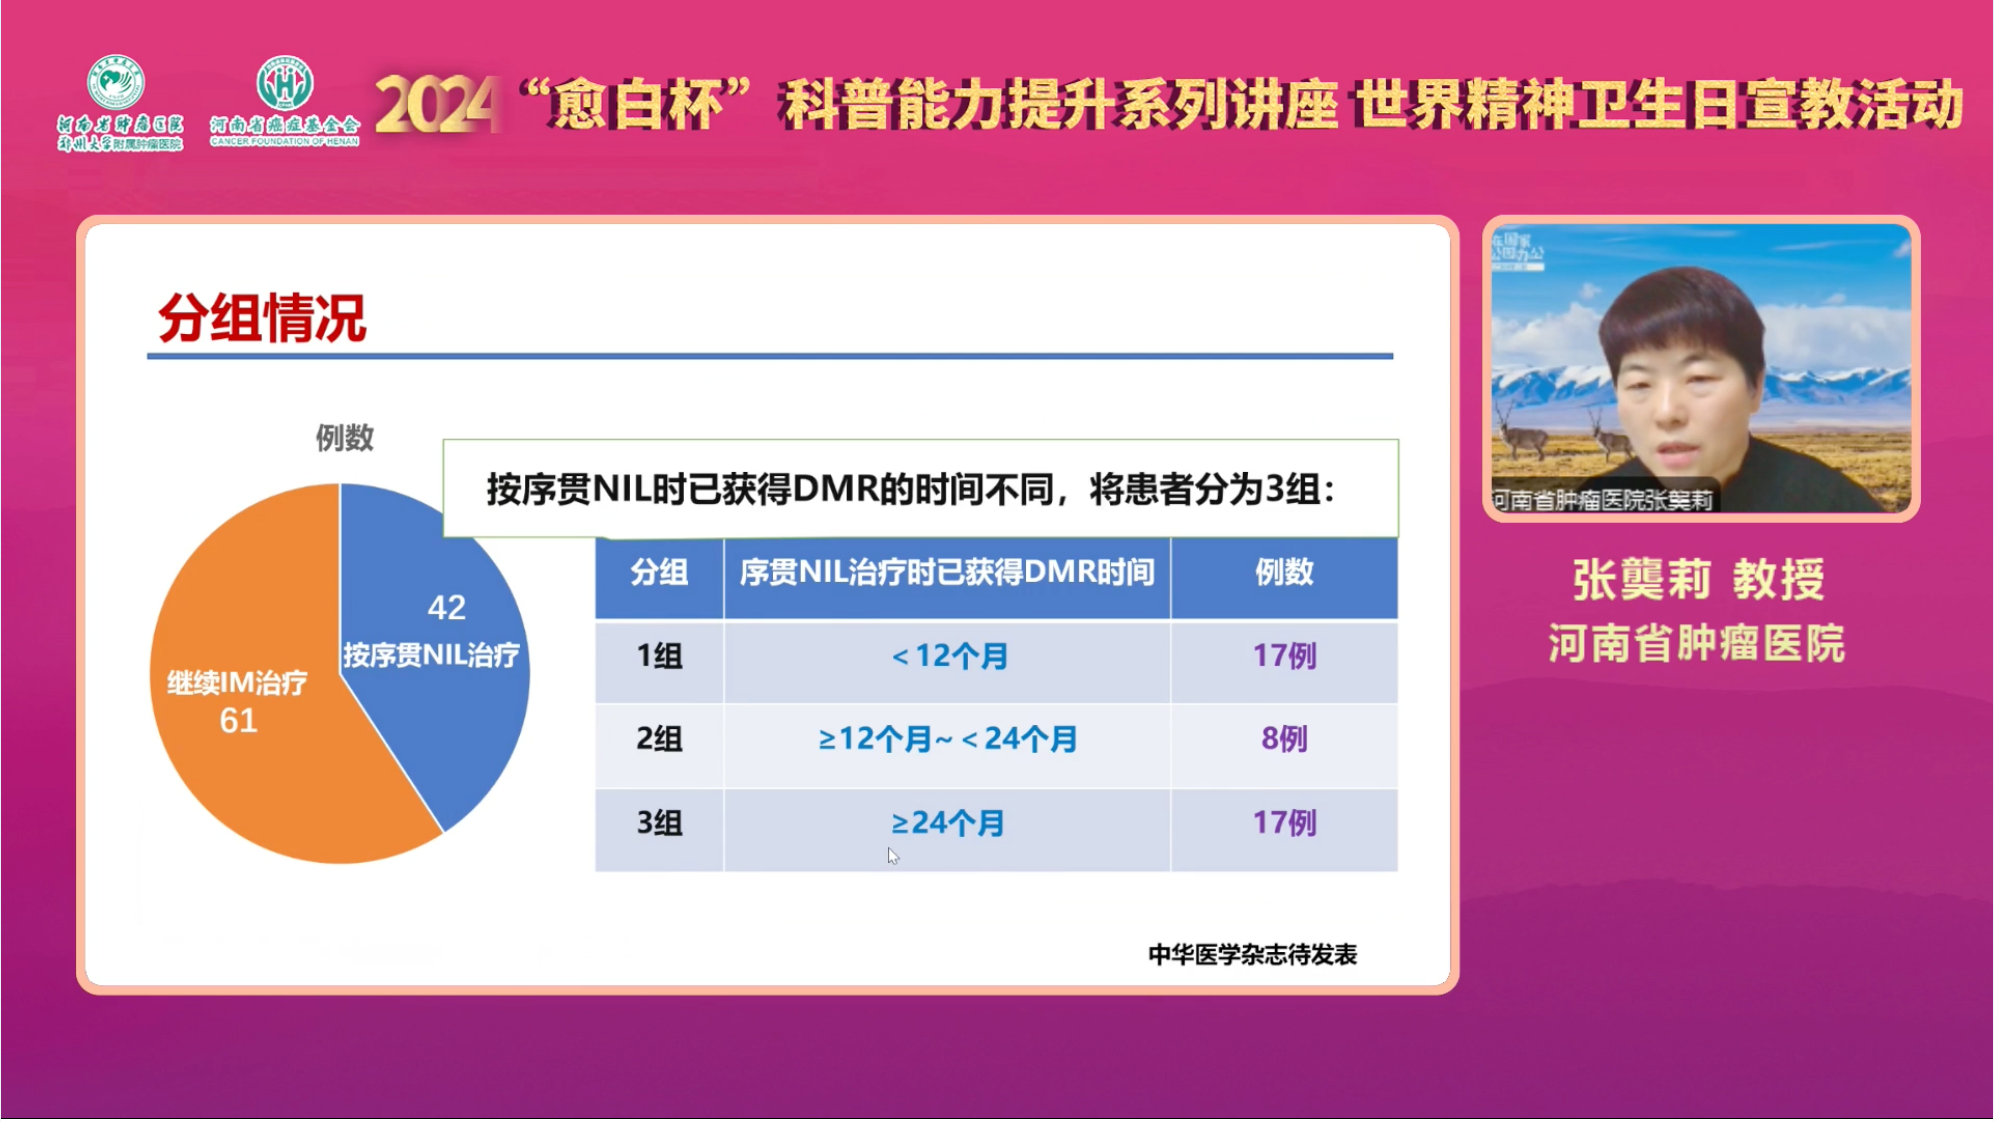 河南省肿瘤医院
郑州大学附属肿瘤医院
河南省癌症基金会
CANCER FOUNDATION OF HENAN
2024“愈白杯”科普能力提升系列讲座 世界精神卫生日宣教活动
分组情况
例数
42
按序贯NIL治疗
继续IM治疗
61
按序贯NIL时已获得DMR的时间不同，将患者分为3组：
分组 序贯NIL治疗时已获得DMR时间 例数
1组 <12个月 17例
2组 ≥12个月~<24个月 8例
3组 ≥24个月 17例
中华医学杂志待发表
在国家
公园办公
河南省肿瘤医院张龑莉
张龑莉 教授
河南省肿瘤医院